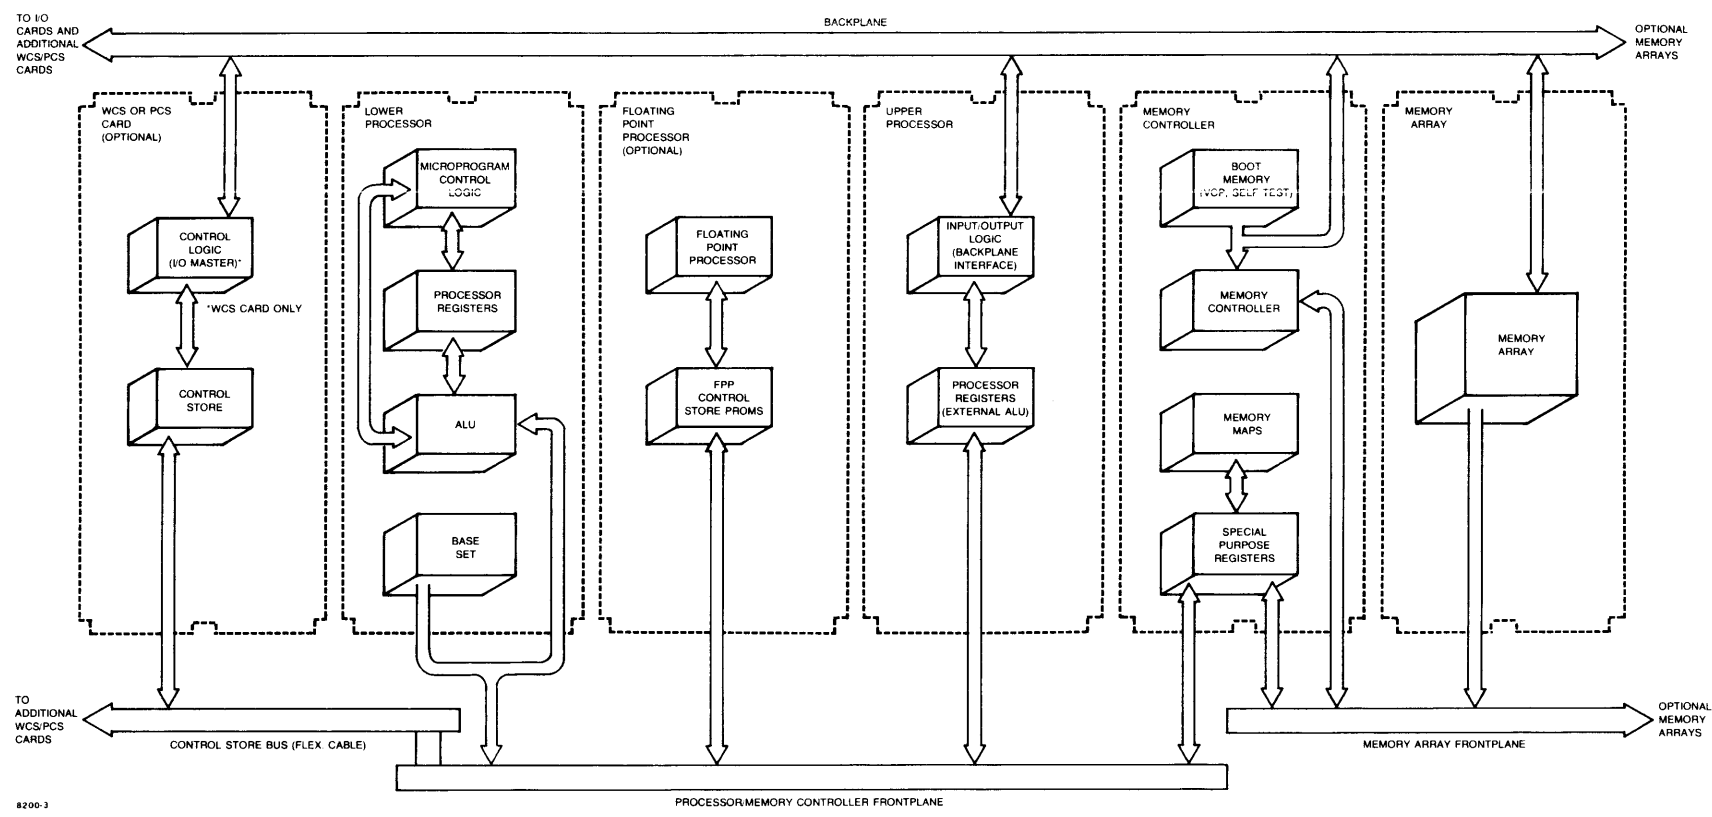 TO I/O
CARDS AND
ADDITIONAL
WCS/PCS
CARDS
BACKPLANE
OPTIONAL
MEMORY
ARRAYS
WCS OR PCS
CARD
(OPTIONAL)
CONTROL
LOGIC
(I/O MASTER)*
*WCS CARD ONLY
CONTROL
STORE
LOWER
PROCESSOR
MICROPROGRAM
CONTROL
LOGIC
PROCESSOR
REGISTERS
ALU
BASE
SET
FLOATING
POINT
PROCESSOR
(OPTIONAL)
FLOATING
POINT
PROCESSOR
FPP
CONTROL
STORE PROMS
UPPER
PROCESSOR
INPUT/OUTPUT
LOGIC
(BACKPLANE
INTERFACE)
PROCESSOR
REGISTERS
(EXTERNAL ALU)
MEMORY
CONTROLLER
BOOT
MEMORY
(VCP, SELF TEST)
MEMORY
CONTROLLER
MEMORY
MAPS
SPECIAL
PURPOSE
REGISTERS
MEMORY
ARRAY
MEMORY
ARRAY
TO
ADDITIONAL
WCS/PCS
CARDS
CONTROL STORE BUS (FLEX. CABLE)
MEMORY ARRAY FRONTPLANE
OPTIONAL
MEMORY
ARRAYS
PROCESSOR/MEMORY CONTROLLER FRONTPLANE
8200-3